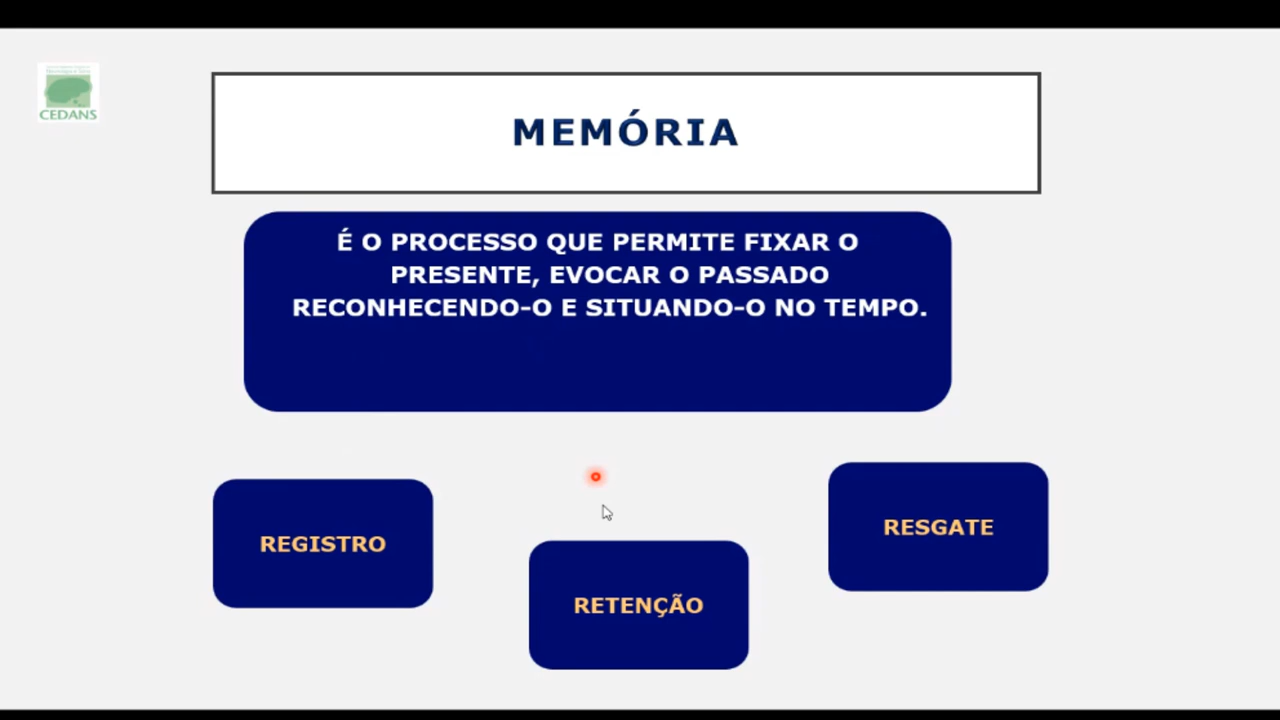 CEDANS
MEMÓRIA
É O PROCESSO QUE PERMITE FIXAR O
PRESENTE, EVOCAR O PASSADO
RECONHECENDO-O E SITUANDO-O NO TEMPO.
REGISTRO
RETENÇÃO
RESGATE